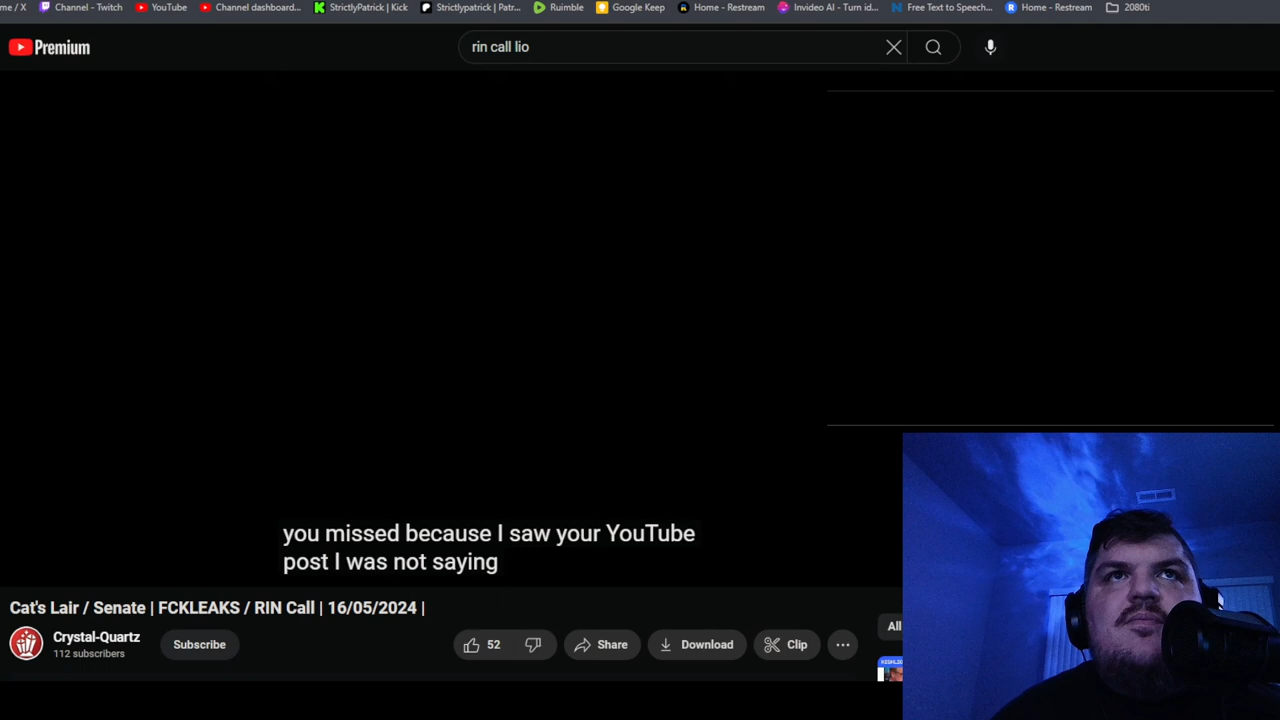 me / X Channel - Twitch YouTube Channel dashboard... StrictlyPatrick | Kick Strictlypatrick | Patr... Rumble Google Keep Home - Restream Invideo AI - Turn id... Free Text to Speech... Home - Restream 2080ti
Premium rin call lio
you missed because I saw your YouTube
post I was not saying
Cat's Lair / Senate | FCKLEAKS / RIN Call | 16/05/2024 |
All
Crystal-Quartz
112 subscribers
Subscribe 52 Share Download Clip